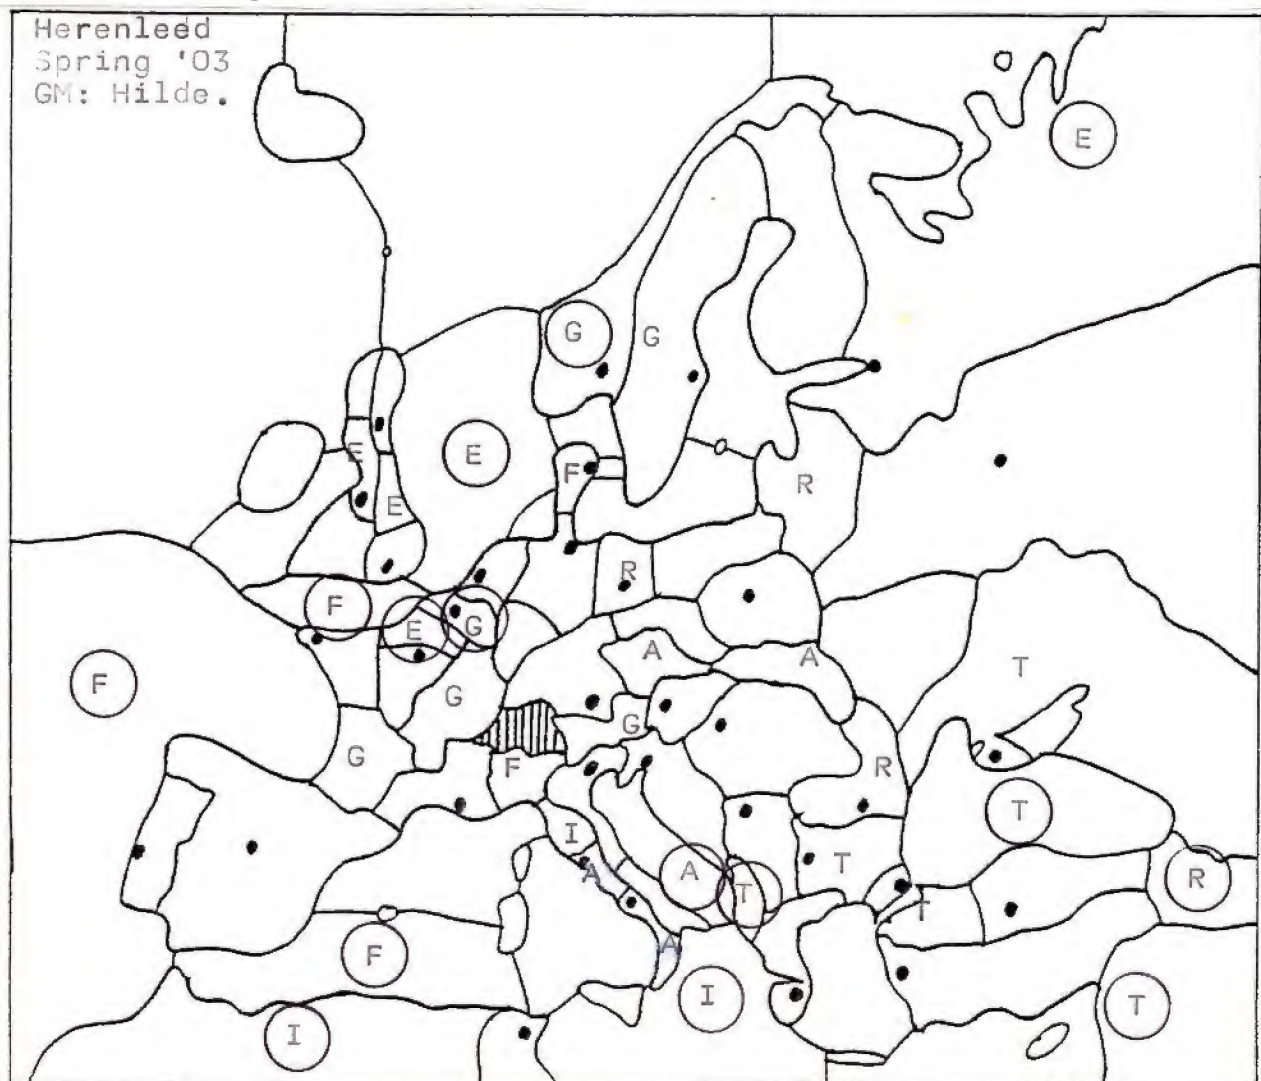 Herenleed
Spring '03
GM: Hilde.
E
G G
E E F
R
E
R
F E G
A A T
F G
G
G F R
T
I
T
A A T R
T
A
F
I T
I